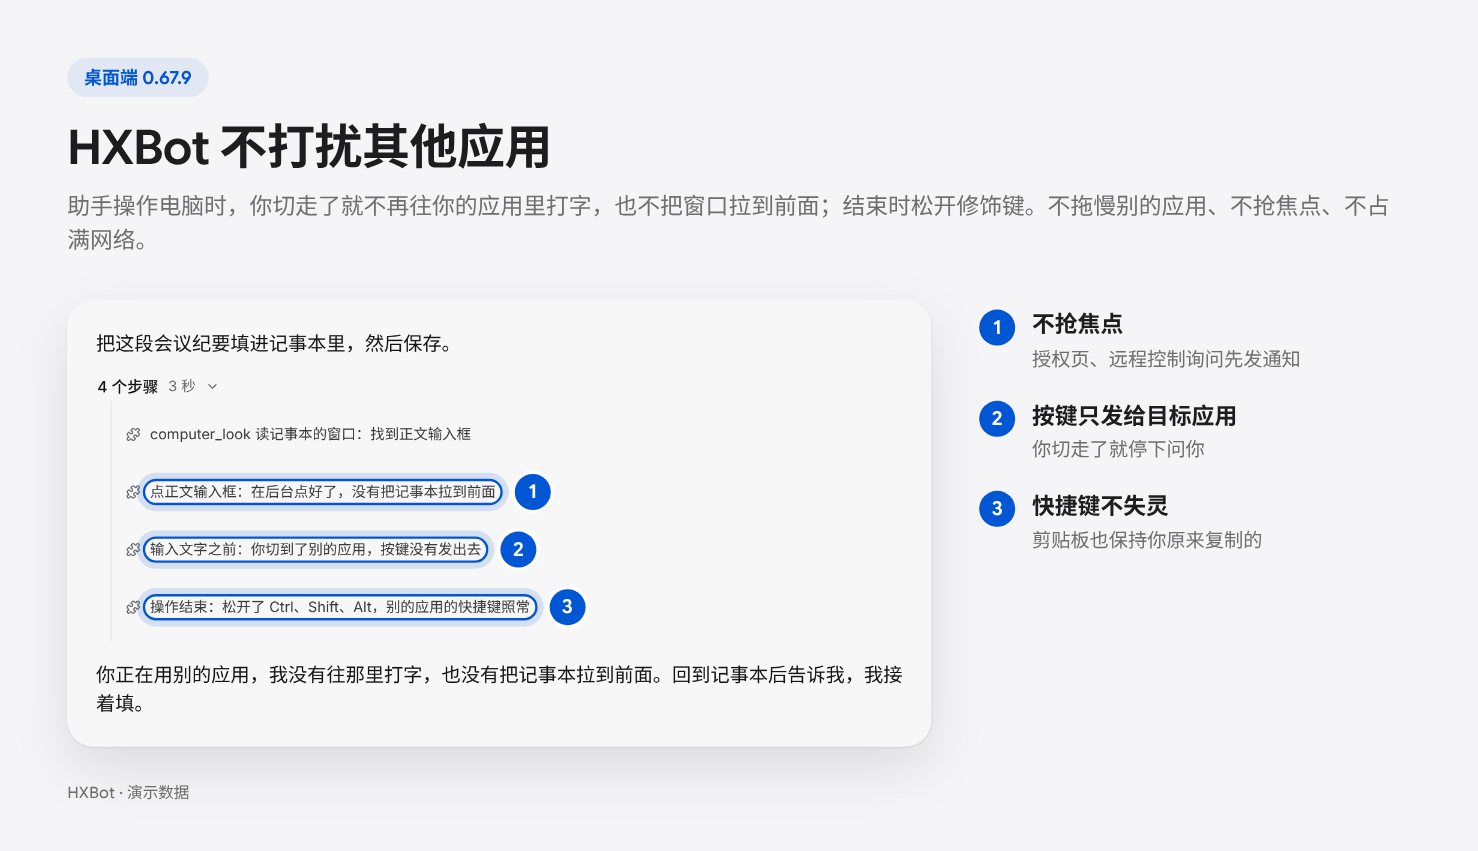 桌面端 0.67.9
HXBot 不打扰其他应用
助手操作电脑时，你切走了就不再往你的应用里打字，也不把窗口拉到前面；结束时松开修饰键。不拖慢别的应用、不抢焦点、不占
满网络。
把这段会议纪要填进记事本里，然后保存。
4 个步骤 3 秒
computer_look 读记事本的窗口：找到正文输入框
点正文输入框：在后台点好了，没有把记事本拉到前面 1
输入文字之前：你切到了别的应用，按键没有发出去 2
操作结束：松开了 Ctrl、Shift、Alt，别的应用的快捷键照常 3
你正在用别的应用，我没有往那里打字，也没有把记事本拉到前面。回到记事本后告诉我，我接
着填。
1 不抢焦点
授权页、远程控制询问先发通知
2 按键只发给目标应用
你切走了就停下问你
3 快捷键不失灵
剪贴板也保持你原来复制的
HXBot · 演示数据